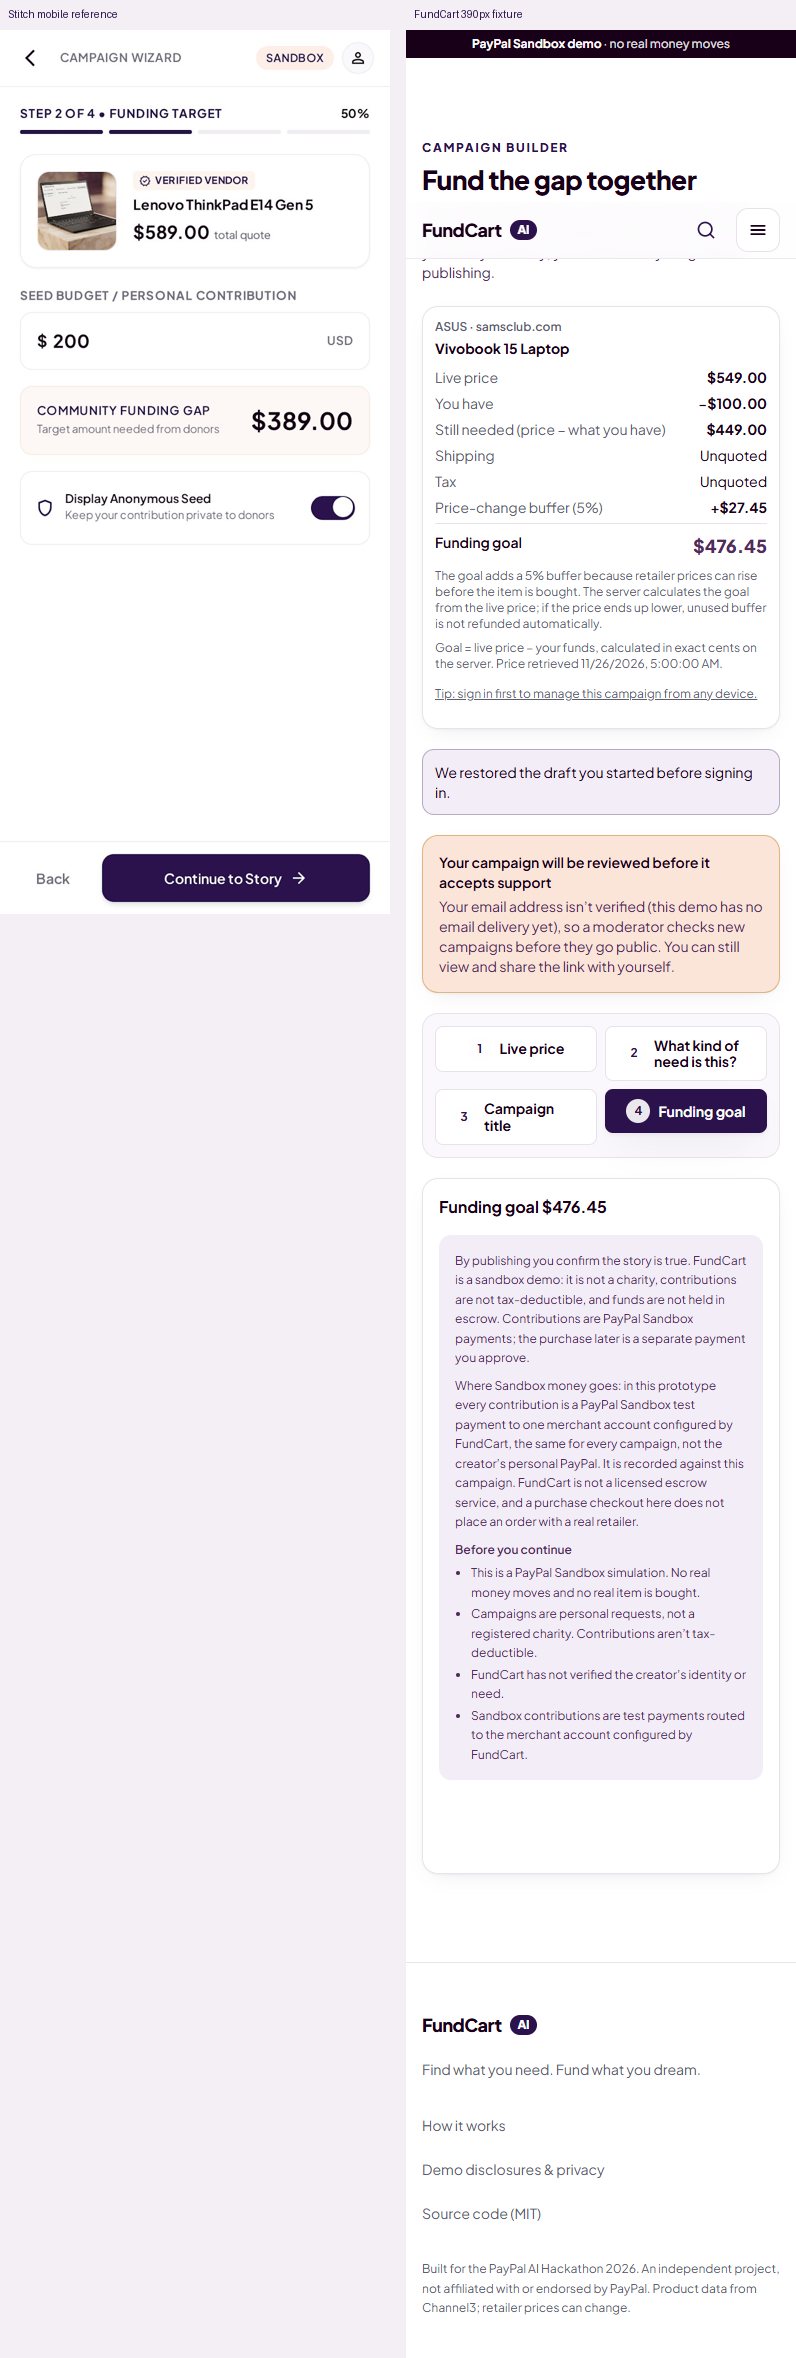 Stitch mobile reference
CAMPAIGN WIZARD
SANDBOX
STEP 2 OF 4 • FUNDING TARGET
50%
VERIFIED VENDOR
Lenovo ThinkPad E14 Gen 5
$589.00 total quote
SEED BUDGET / PERSONAL CONTRIBUTION
$ 200
USD
COMMUNITY FUNDING GAP
Target amount needed from donors
$389.00
Display Anonymous Seed
Keep your contribution private to donors
Back
Continue to Story →
FundCart 390px fixture
PayPal Sandbox demo · no real money moves
CAMPAIGN BUILDER
Fund the gap together
FundCart AI
publishing.
ASUS · samsclub.com
Vivobook 15 Laptop
Live price $549.00
You have –$100.00
Still needed (price – what you have) $449.00
Shipping Unquoted
Tax Unquoted
Price-change buffer (5%) +$27.45
Funding goal $476.45
The goal adds a 5% buffer because retailer prices can rise
before the item is bought. The server calculates the goal
from the live price; if the price ends up lower, unused buffer
is not refunded automatically.
Goal = live price – your funds, calculated in exact cents on
the server. Price retrieved 11/26/2026, 5:00:00 AM.
Tip: sign in first to manage this campaign from any device.
We restored the draft you started before signing
in.
Your campaign will be reviewed before it
accepts support
Your email address isn’t verified (this demo has no
email delivery yet), so a moderator checks new
campaigns before they go public. You can still
view and share the link with yourself.
1 Live price
2 What kind of
need is this?
3 Campaign
title
4 Funding goal
Funding goal $476.45
By publishing you confirm the story is true. FundCart
is a sandbox demo: it is not a charity, contributions
are not tax-deductible, and funds are not held in
escrow. Contributions are PayPal Sandbox
payments; the purchase later is a separate payment
you approve.
Where Sandbox money goes: in this prototype
every contribution is a PayPal Sandbox test
payment to one merchant account configured by
FundCart, the same for every campaign, not the
creator’s personal PayPal. It is recorded against this
campaign. FundCart is not a licensed escrow
service, and a purchase checkout here does not
place an order with a real retailer.
Before you continue
• This is a PayPal Sandbox simulation. No real
money moves and no real item is bought.
• Campaigns are personal requests, not a
registered charity. Contributions aren’t tax-
deductible.
• FundCart has not verified the creator’s identity or
need.
• Sandbox contributions are test payments routed
to the merchant account configured by
FundCart.
FundCart AI
Find what you need. Fund what you dream.
How it works
Demo disclosures & privacy
Source code (MIT)
Built for the PayPal AI Hackathon 2026. An independent project,
not affiliated with or endorsed by PayPal. Product data from
Channel3; retailer prices can change.